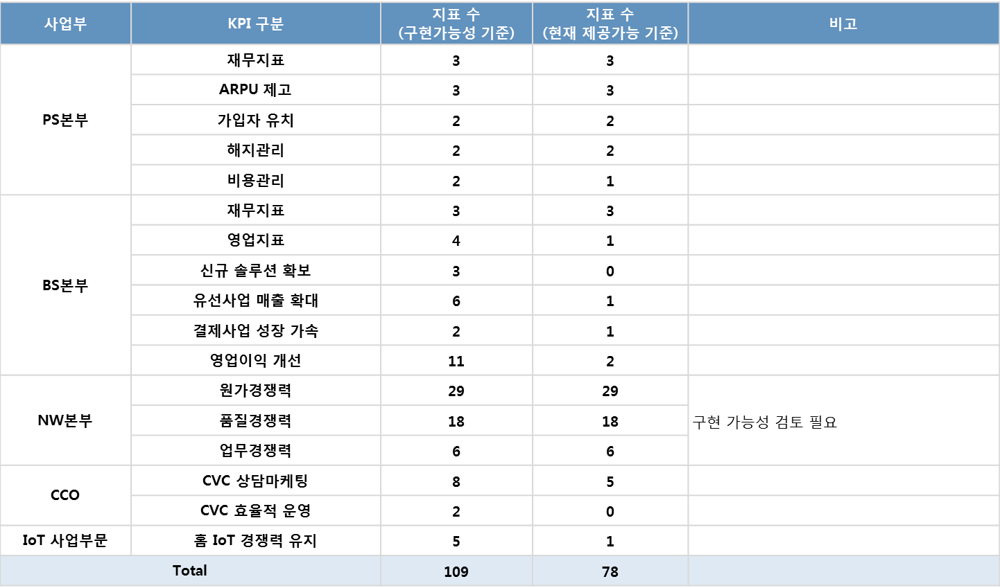 사업부 KPI 구분 지표 수 (구현가능성 기준) 지표 수 (현재 제공가능 기준) 비고
PS본부 재무지표 3 3
ARPU 제고 3 3
가입자 유치 2 2
해지관리 2 2
비용관리 2 1
BS본부 재무지표 3 3
영업지표 4 1
신규 솔루션 확보 3 0
유선사업 매출 확대 6 1
결제사업 성장 가속 2 1
영업이익 개선 11 2
NW본부 원가경쟁력 29 29 구현 가능성 검토 필요
품질경쟁력 18 18
업무경쟁력 6 6
CCO CVC 상담마케팅 8 5
CVC 효율적 운영 2 0
IoT 사업부문 홈 IoT 경쟁력 유지 5 1
Total 109 78